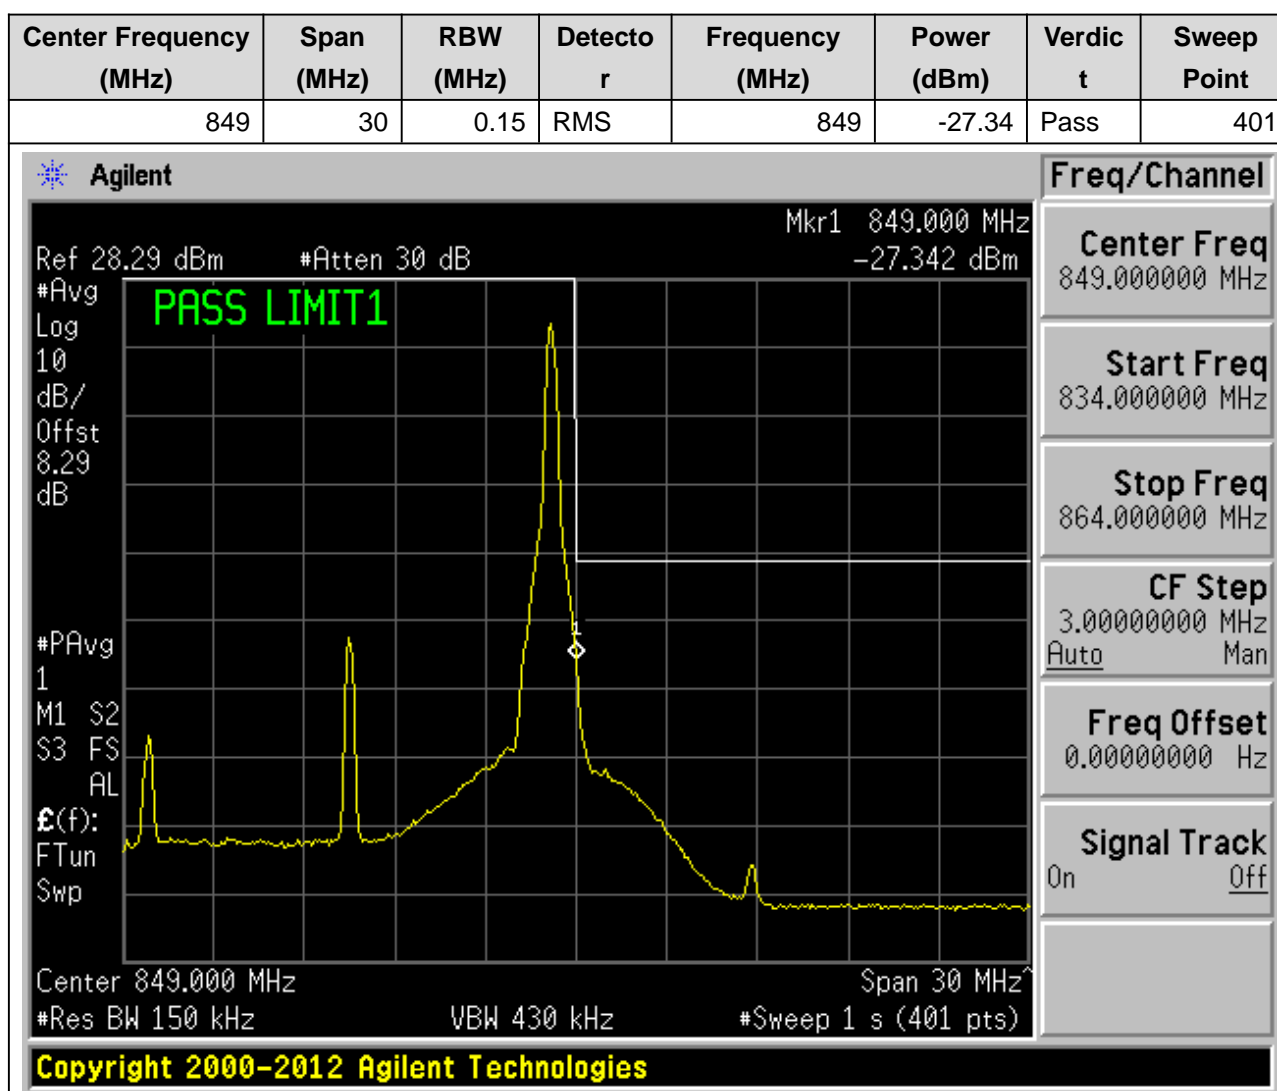 Center Frequency (MHz) Span (MHz) RBW (MHz) Detector Frequency (MHz) Power (dBm) Verdict Sweep Point
849 30 0.15 RMS 849 -27.34 Pass 401
Agilent
Freq/Channel
Mkr1 849.000 MHz
Ref 28.29 dBm #Atten 30 dB -27.342 dBm
#Avg
Log
10
dB/
Offst
8.29
dB
PASS LIMIT1
1
#PAvg
1
M1 S2
S3 FS
AL
£(f):
FTun
Swp
Center 849.000 MHz Span 30 MHz^
#Res BW 150 kHz VBW 430 kHz #Sweep 1 s (401 pts)
Center Freq
849.000000 MHz
Start Freq
834.000000 MHz
Stop Freq
864.000000 MHz
CF Step
3.00000000 MHz
Auto Man
Freq Offset
0.00000000 Hz
Signal Track
On Off
Copyright 2000-2012 Agilent Technologies